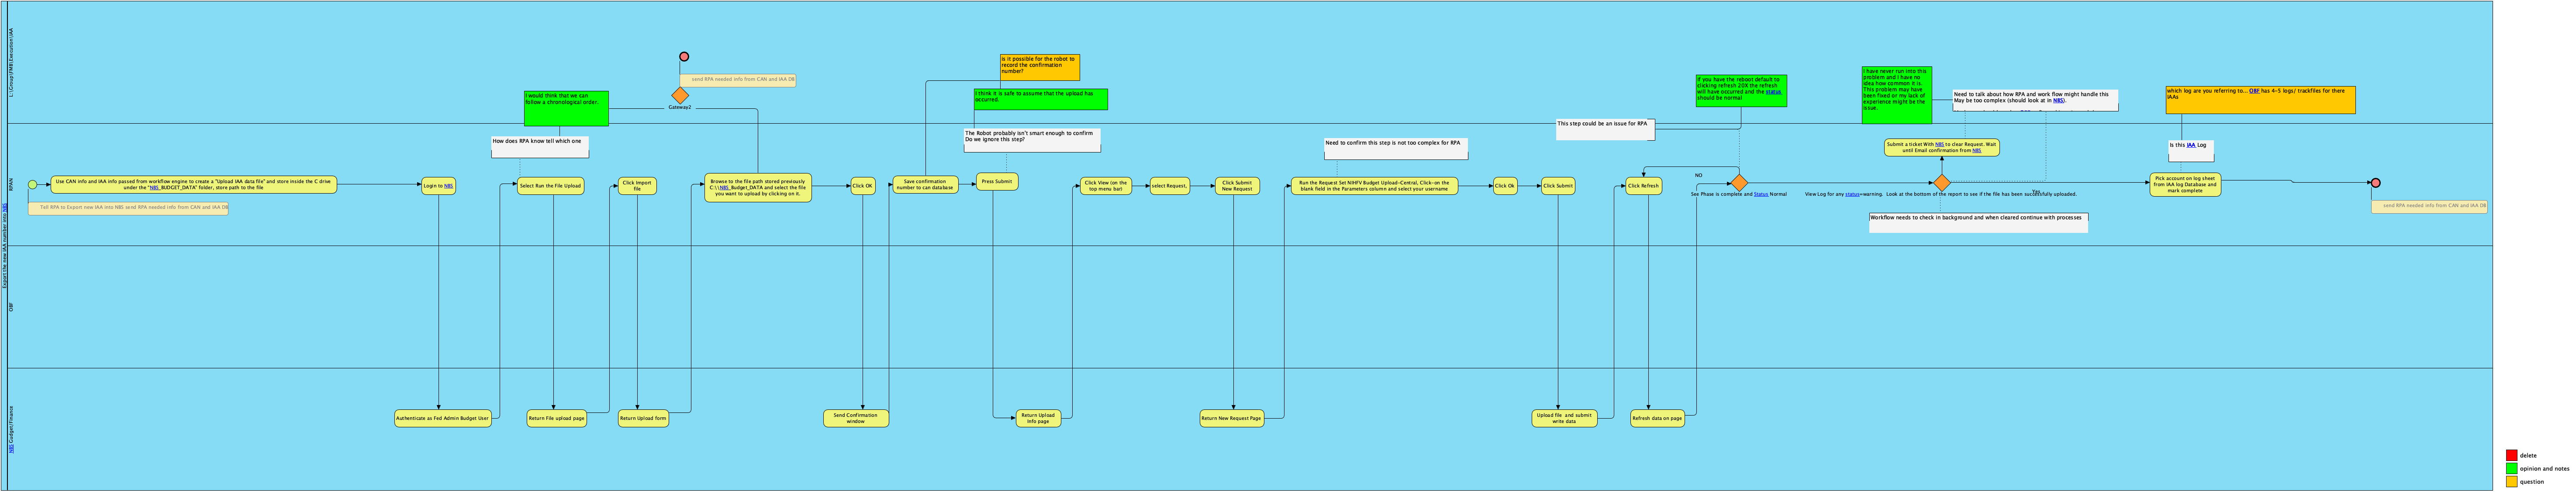 L:\Group\FMB\Execution\IAA
RPAN
Export the new IAA number into NBS
OBF
NBS Gudget/Finance
send RPA needed info from CAN and IAA DB
Gateway2
I would think that we can
follow a chronological order.
How does RPA know tell which one
Is it possible for the robot to
record the confirmation
number?
I think it is safe to assume that the upload has
occurred.
The Robot probably isn't smart enough to confirm
Do we ignore this step?
Need to confirm this step is not too complex for RPA
This step could be an issue for RPA
If you have the reboot default to
clicking refresh 20X the refresh
will have occurred and the status
should be normal
I have never run into this
problem and I have no
idea how common it is.
This problem may have
been fixed or my lack of
experience might be the
issue.
Need to talk about how RPA and work flow might handle this
May be too complex (should look at in NBS).
which log are you referring to... OBF has 4-5 logs/ trackfiles for there
IAAs
Is this IAA Log
Submit a ticket With NBS to clear Request. Wait
until Email confirmation from NBS
Use CAN info and IAA info passed from workflow engine to create a "Upload IAA data file" and store inside the C drive
under the "NBS_BUDGET_DATA" folder, store path to the file
Tell RPA to Export new IAA into NBS send RPA needed info from CAN and IAA DB
Login to NBS
Select Run the File Upload
Click Import
file
Browse to the file path stored previously
C:\\NBS_Budget_DATA and select the file
you want to upload by clicking on it.
Click OK
Save confirmation
number to can database
Press Submit
Click View (on the
top menu bar)
select Request,
Click Submit
New Request
Run the Request Set NIHFV Budget Upload-Central, Click-on the
blank field in the Parameters column and select your username
Click Ok
Click Submit
Click Refresh
NO
See Phase is complete and Status Normal
View Log for any status=warning. Look at the bottom of the report to see if the file has been successfully uploaded.
Yes
Workflow needs to check in background and when cleared continue with processes
Pick account on log sheet
from IAA log Database and
mark complete
send RPA needed info from CAN and IAA DB
Authenticate as Fed Admin Budget User
Return File upload page
Return Upload form
Send Confirmation
window
Return Upload
Info page
Return New Request Page
Upload file and submit
write data
Refresh data on page
delete
opinion and notes
question